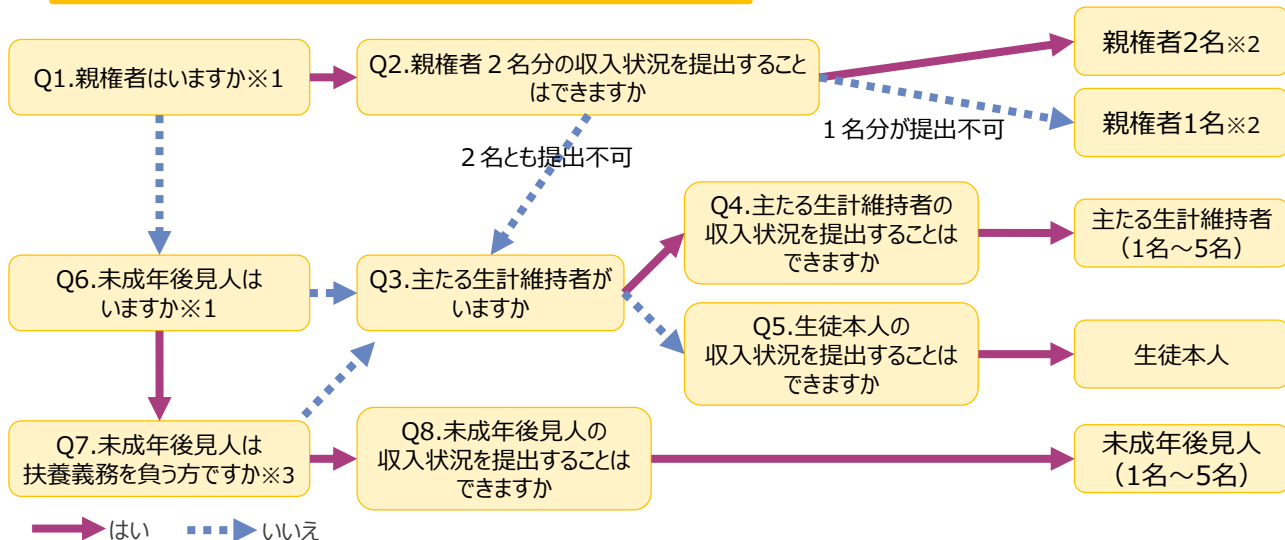 Q1.親権者はいますか※1
Q2.親権者２名分の収入状況を提出すること
はできますか
親権者2名※2
親権者1名※2
１名分が提出不可
２名とも提出不可
Q4.主たる生計維持者の
収入状況を提出することは
できますか
主たる生計維持者
（1名～5名）
Q6.未成年後見人は
いますか※1
Q3.主たる生計維持者が
いますか
Q5.生徒本人の
収入状況を提出することは
できますか
生徒本人
Q7.未成年後見人は
扶養義務を負う方ですか※3
Q8.未成年後見人の
収入状況を提出することは
できますか
未成年後見人
（1名～5名）
はい
いいえ